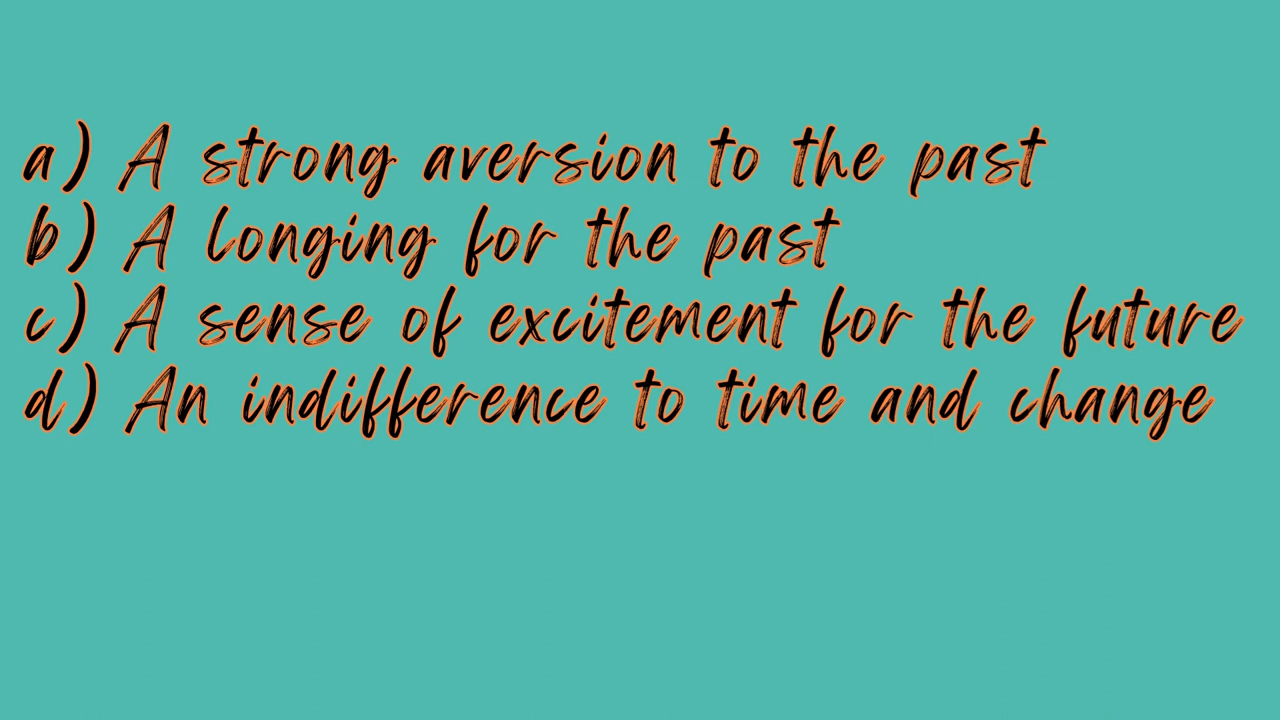 a) A strong aversion to the past
b) A longing for the past
c) A sense of excitement for the future
d) An indifference to time and change